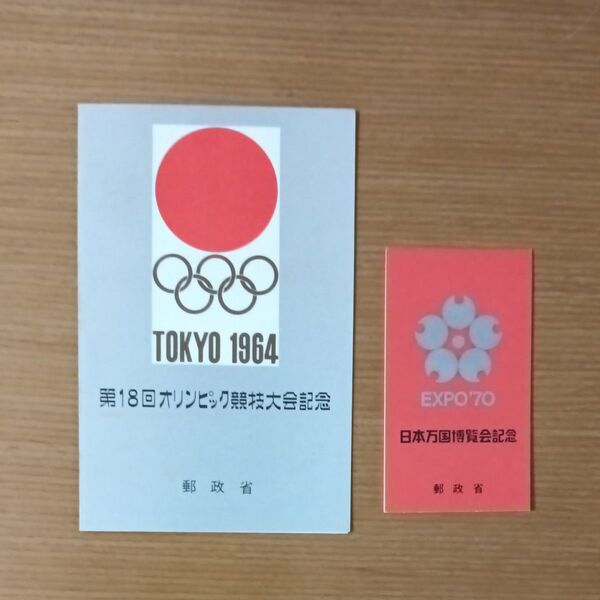 TOKYO 1964
第18回オリンピック競技大会記念
郵政省
EXPO'70
日本万国博覧会記念
郵政省